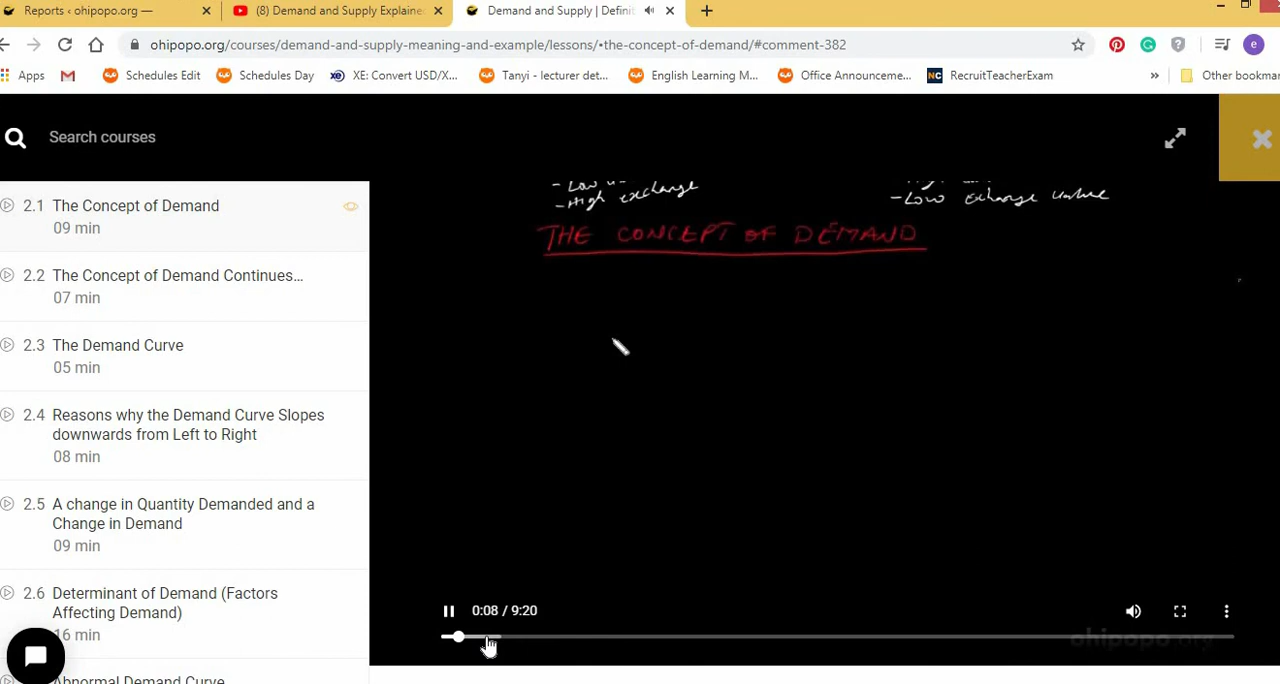 Reports ‹ ohipopo.org —
(8) Demand and Supply Explaine
Demand and Supply | Definit
ohipopo.org/courses/demand-and-supply-meaning-and-example/lessons/•the-concept-of-demand/#comment-382
e
Apps
Schedules Edit
Schedules Day
XE: Convert USD/X...
Tanyi - lecturer det...
English Learning M...
Office Announceme...
NC RecruitTeacherExam
»
Other bookmar
Search courses
2.1 The Concept of Demand
09 min
2.2 The Concept of Demand Continues...
07 min
2.3 The Demand Curve
05 min
2.4 Reasons why the Demand Curve Slopes
downwards from Left to Right
08 min
2.5 A change in Quantity Demanded and a
Change in Demand
09 min
2.6 Determinant of Demand (Factors
Affecting Demand)
16 min
Abnormal Demand Curve
- Low
- High exchange
- Low exchange value
THE CONCEPT OF DEMAND
0:08 / 9:20
ohipopo.org